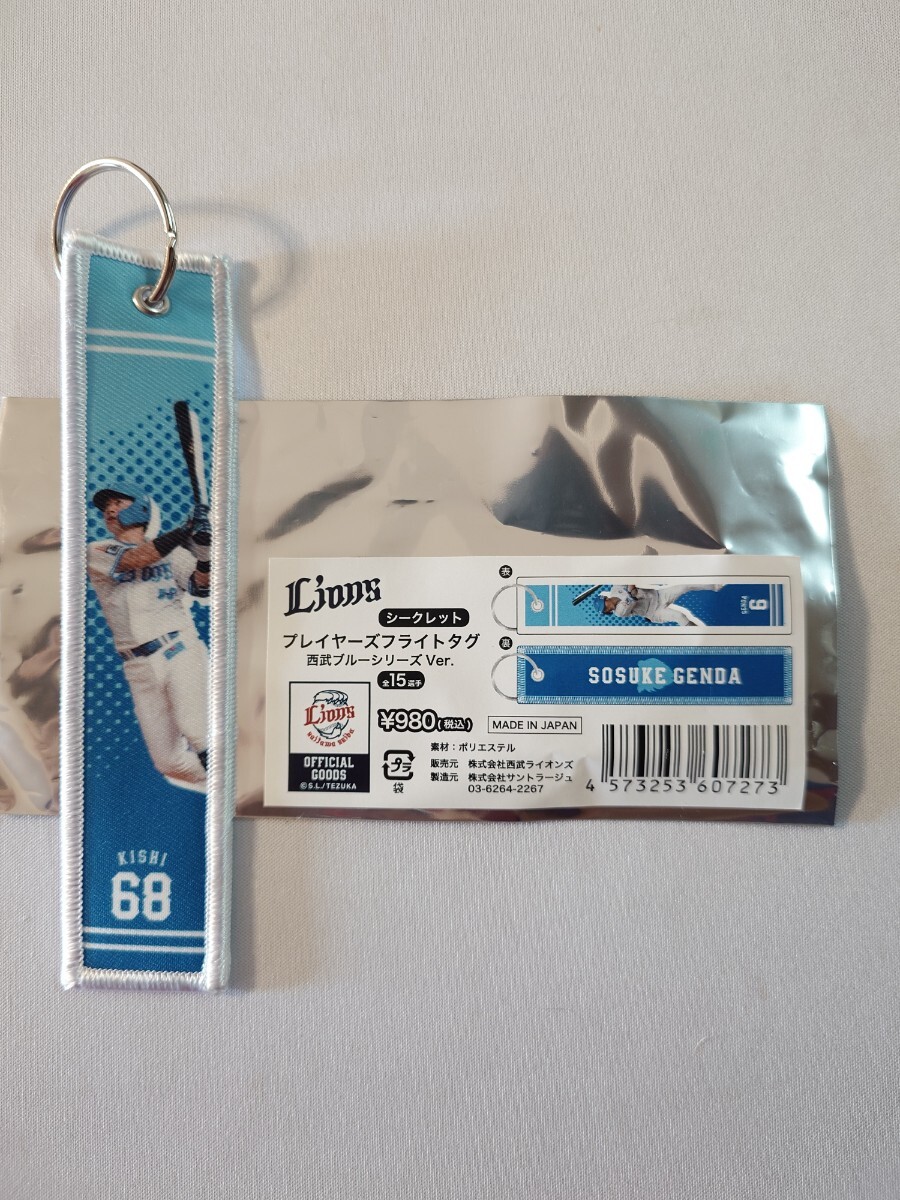 KISHI
68
Lions
シークレット
プレイヤーズフライトタグ
西武ブルーシリーズ Ver.
全15選手
¥980(税込)
MADE IN JAPAN
Lions
saitama seibu
OFFICIAL
GOODS
©S.L./TEZUKA
プラ
袋
素材:ポリエステル
販売元 株式会社西武ライオンズ
製造元 株式会社サントラージュ
03-6264-2267
表
6
裏
SOSUKE GENDA
4 573253 607273